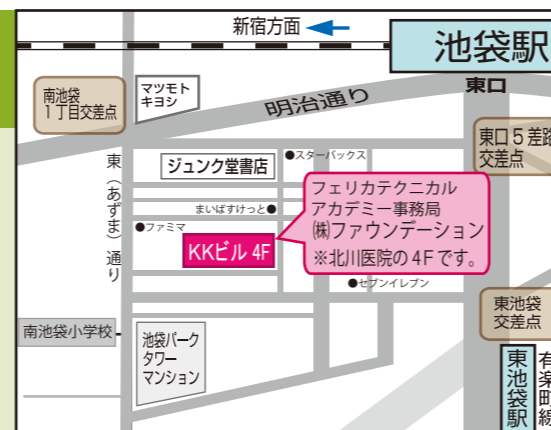 新宿方面
池袋駅
東口
南池袋
1丁目交差点
マツモト
キヨシ
明治通り
東口5差路
交差点
ジュンク堂書店
●スターバックス
東(あずま)通り
まいばすけっと●
●ファミマ
KKビル 4F
フェリカテクニカル
アカデミー事務局
㈱ファウンデーション
※北川医院の4Fです。
●セブンイレブン
東池袋
交差点
南池袋小学校
池袋パーク
タワー
マンション
東池袋駅
有楽町線